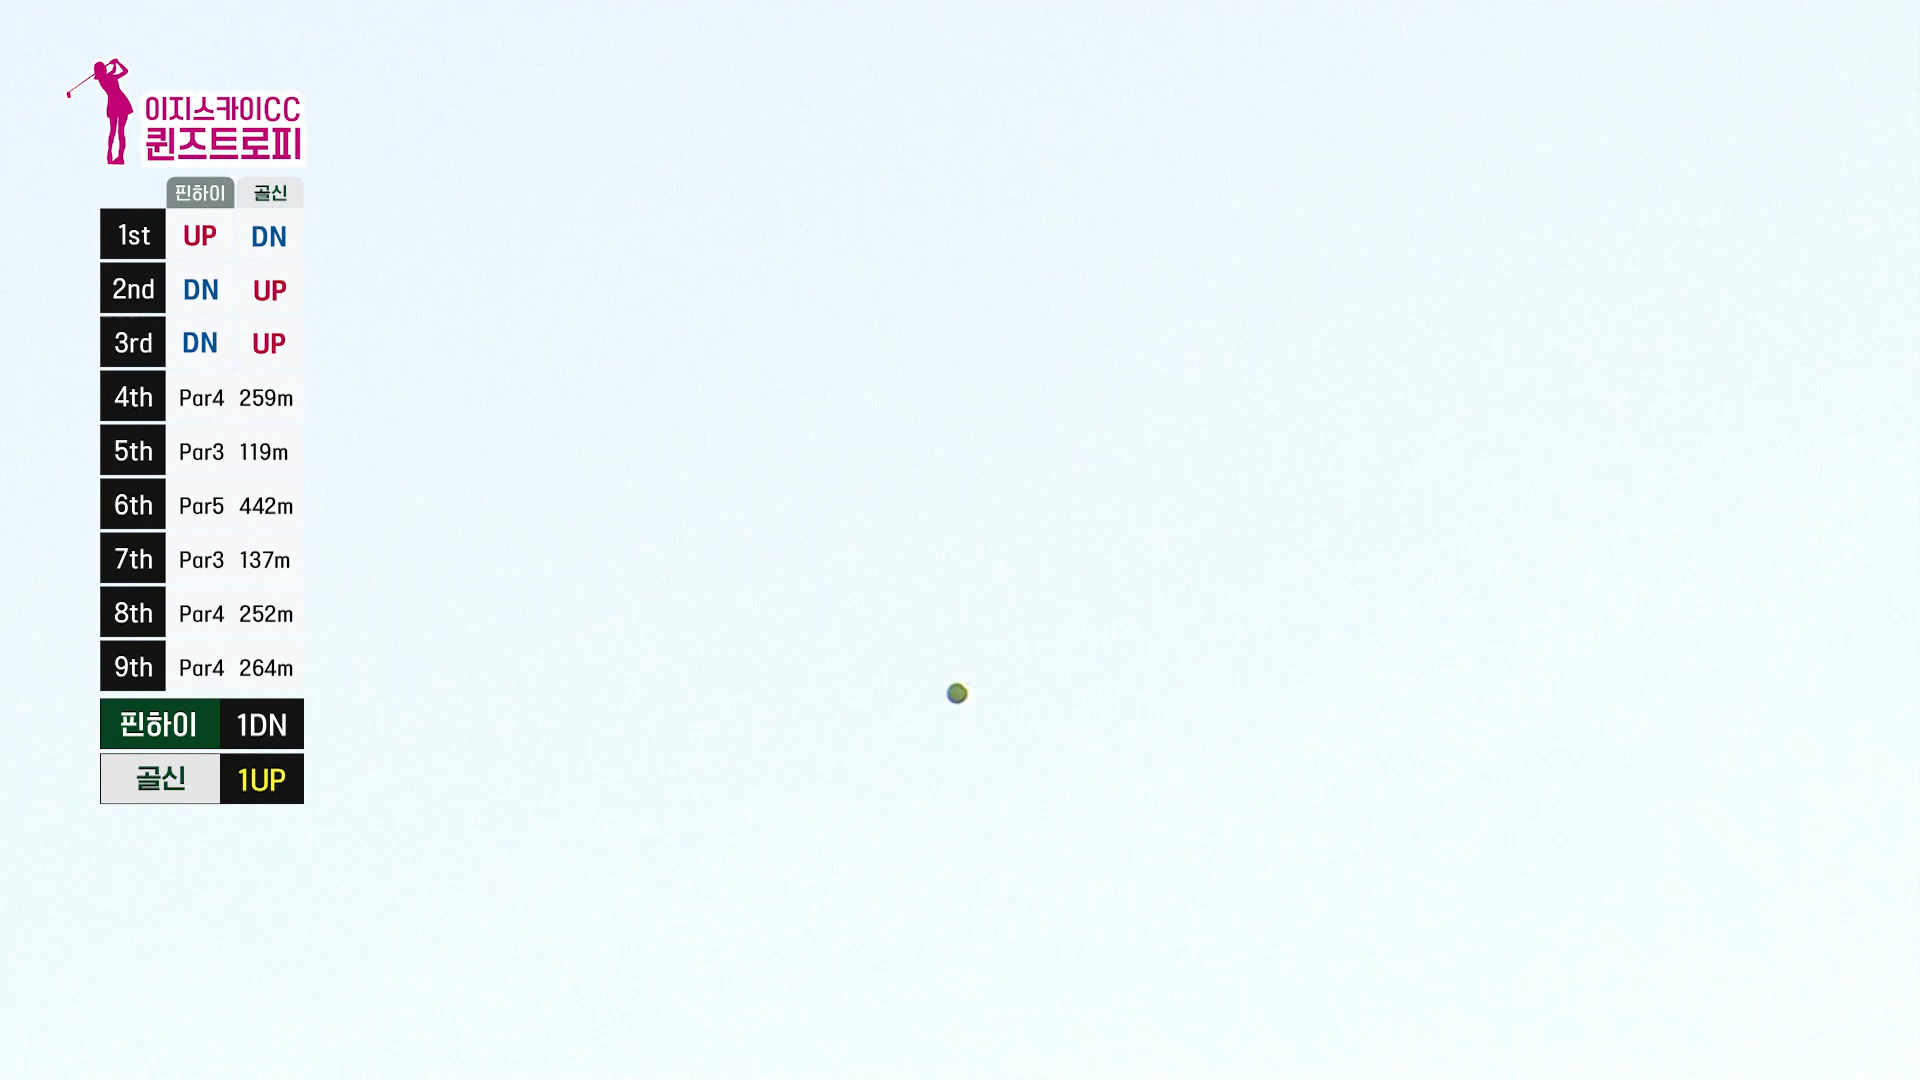 이지스카이CC
퀸즈트로피
핀하이 골신
1st UP DN
2nd DN UP
3rd DN UP
4th Par4 259m
5th Par3 119m
6th Par5 442m
7th Par3 137m
8th Par4 252m
9th Par4 264m
핀하이 1DN
골신 1UP